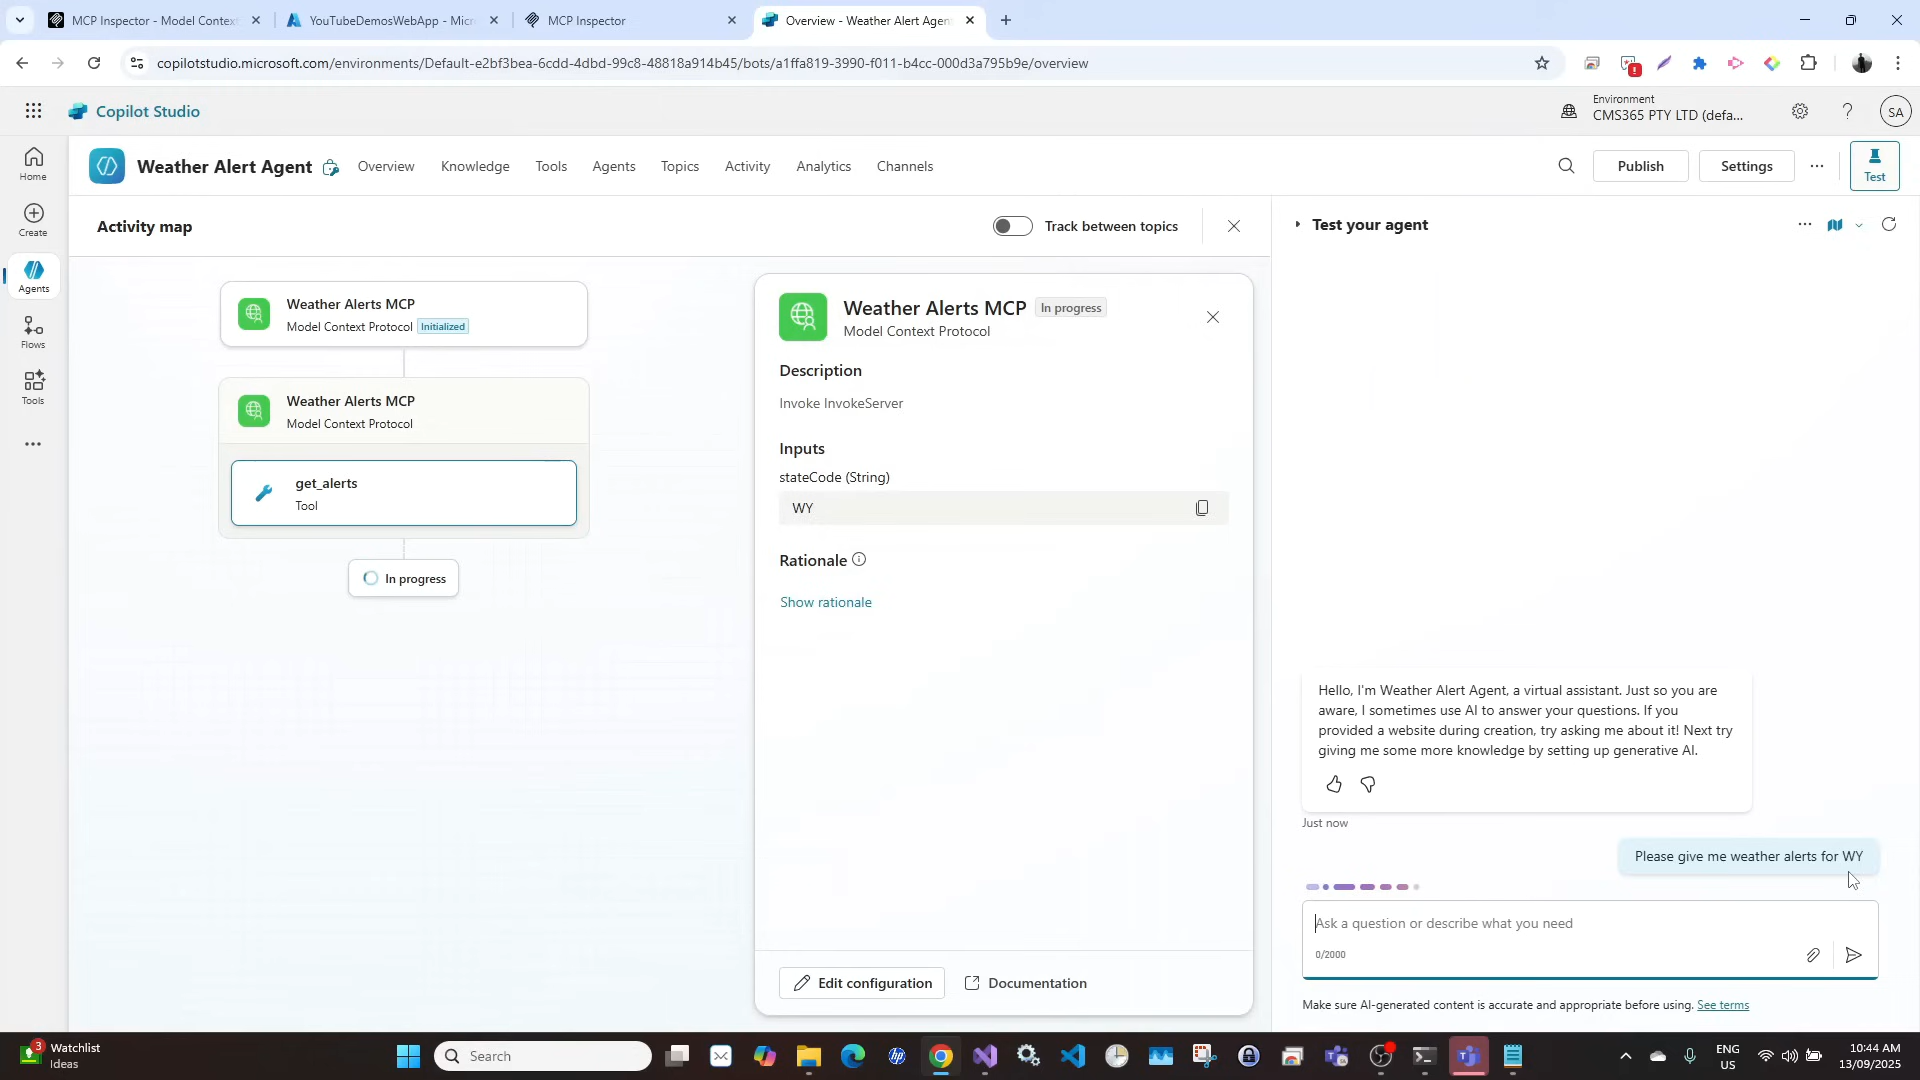 MCP Inspector - Model Context
YouTubeDemosWebApp - Micr
MCP Inspector
Overview - Weather Alert Agen
copilotstudio.microsoft.com/environments/Default-e2bf3bea-6cdd-4dbd-99c8-48818a914b45/bots/a1ffa819-3990-f011-b4cc-000d3a795b9e/overview
Copilot Studio
Environment
CMS365 PTY LTD (defa...
SA
Home
Create
Agents
Flows
Tools
Weather Alert Agent
Overview
Knowledge
Tools
Agents
Topics
Activity
Analytics
Channels
Publish
Settings
Test
Activity map
Track between topics
Weather Alerts MCP
Model Context Protocol Initialized
Weather Alerts MCP
Model Context Protocol
get_alerts
Tool
In progress
Weather Alerts MCP In progress
Model Context Protocol
Description
Invoke InvokeServer
Inputs
stateCode (String)
WY
Rationale
Show rationale
Edit configuration
Documentation
Test your agent
Hello, I'm Weather Alert Agent, a virtual assistant. Just so you are
aware, I sometimes use AI to answer your questions. If you
provided a website during creation, try asking me about it! Next try
giving me some more knowledge by setting up generative AI.
Just now
Please give me weather alerts for WY
Ask a question or describe what you need
0/2000
Make sure AI-generated content is accurate and appropriate before using. See terms
3
Watchlist
Ideas
Search
ENG
US
10:44 AM
13/09/2025